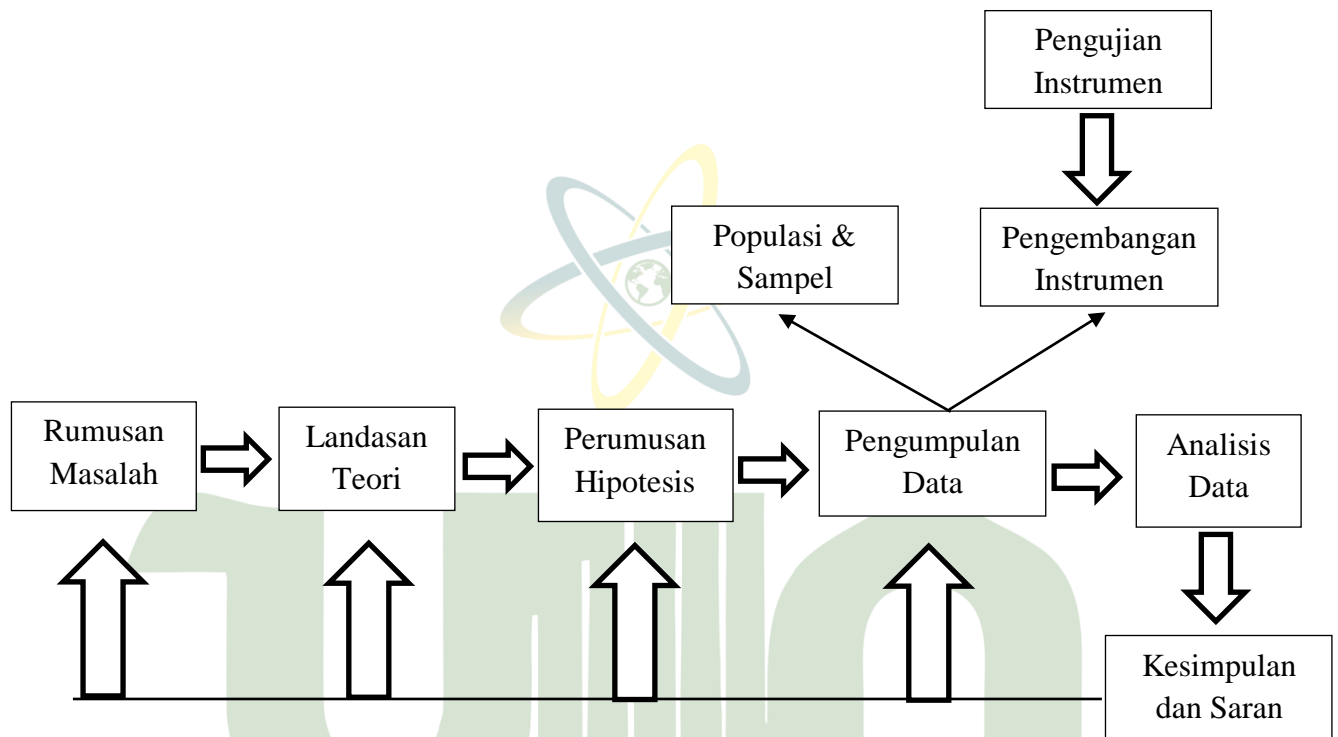 Pengujian
Instrumen
Populasi &
Sampel
Pengembangan
Instrumen
Rumusan
Masalah
Landasan
Teori
Perumusan
Hipotesis
Pengumpulan
Data
Analisis
Data
Kesimpulan
dan Saran